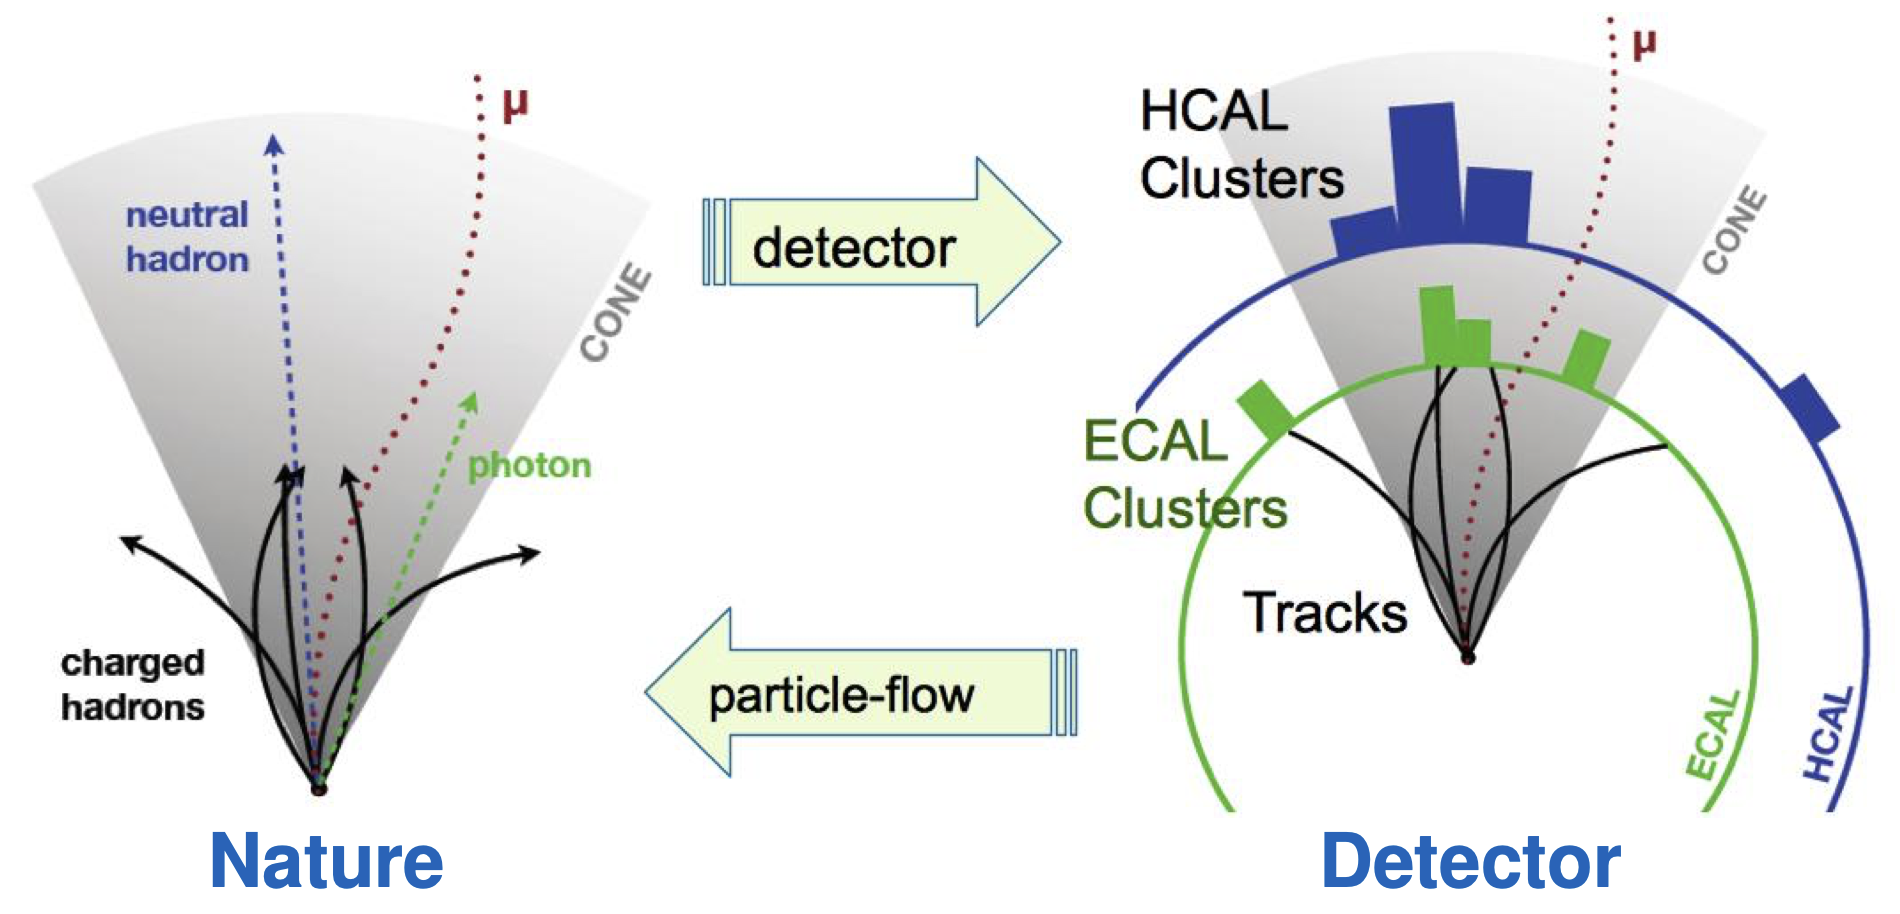 μ
neutral
hadron
CONE
photon
charged
hadrons
Nature
detector
particle-flow
μ
HCAL
Clusters
CONE
ECAL
Clusters
Tracks
ECAL
HCAL
Detector